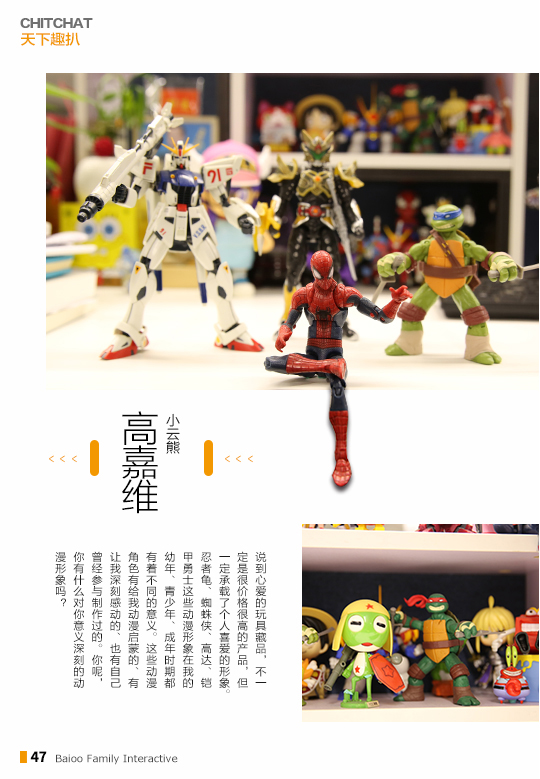 CHITCHAT
天下趣扒
91
小云熊
高嘉维
<<<
<<<
说到心爱的玩具藏品，不一
定是很价格很高的产品，但
一定承载了个人喜爱的形象。
忍者龟、蜘蛛侠、高达、铠
甲勇士这些动漫形象在我的
幼年、青少年、成年时期都
有着不同的意义。这些动漫
角色有给我动漫启蒙的、有
让我深刻感动的、也有自己
曾经参与制作过的。你呢，
你有什么对你意义深刻的动
漫形象吗？
47 Baioo Family Interactive